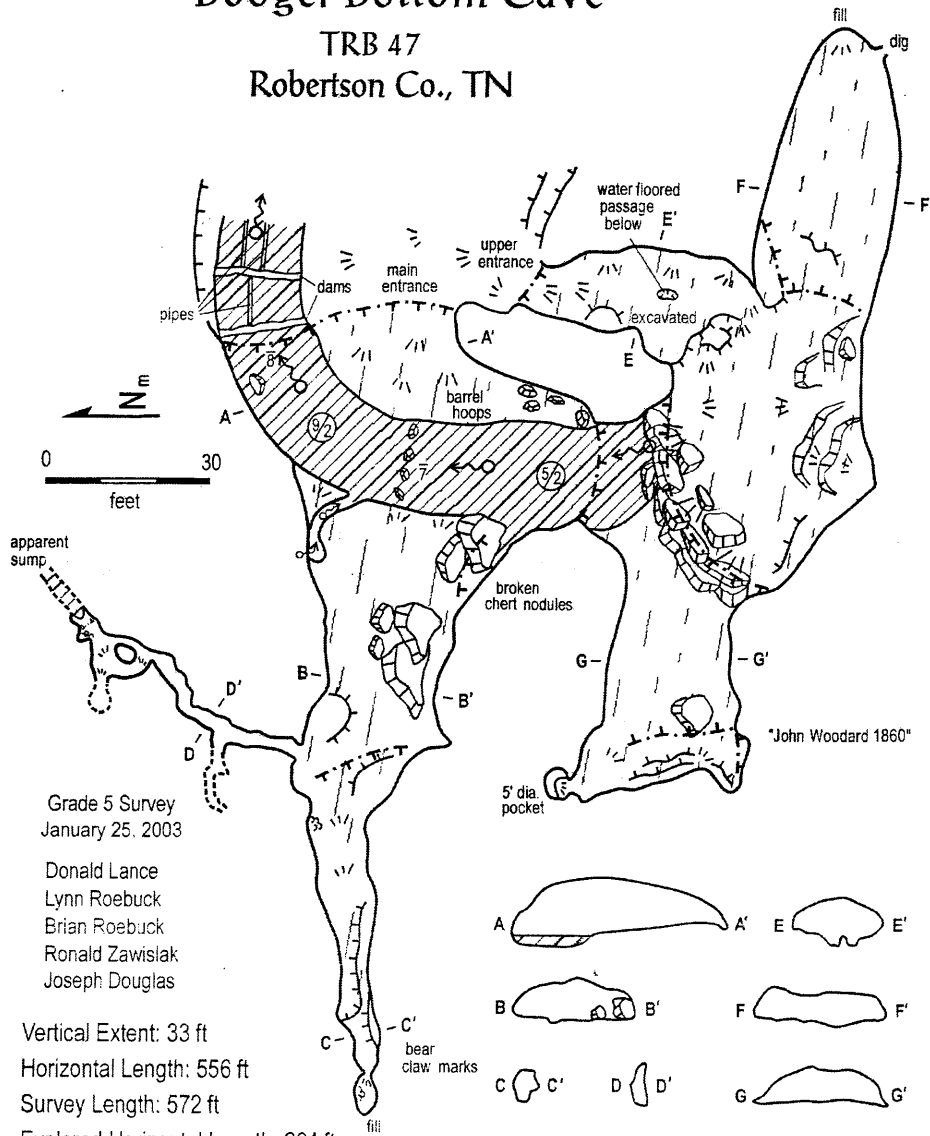 Booger Bottom Cave
TRB 47
Robertson Co., TN
fill
dig
F
F
water floored
passage
below
E'
upper
entrance
main
entrance
dams
pipes
excavated
A'
E
8
A
barrel
hoops
N m
9/2
7
5/2
0 30
feet
apparent
sump
broken
chert nodules
B
B'
G
G'
D'
D
"John Woodard 1860"
5' dia.
pocket
Grade 5 Survey
January 25, 2003
Donald Lance
Lynn Roebuck
Brian Roebuck
Ronald Zawislak
Joseph Douglas
Vertical Extent: 33 ft
Horizontal Length: 556 ft
Survey Length: 572 ft
C
C'
bear
claw marks
fill
A A' E E'
B B' F F'
C C' D D' G G'